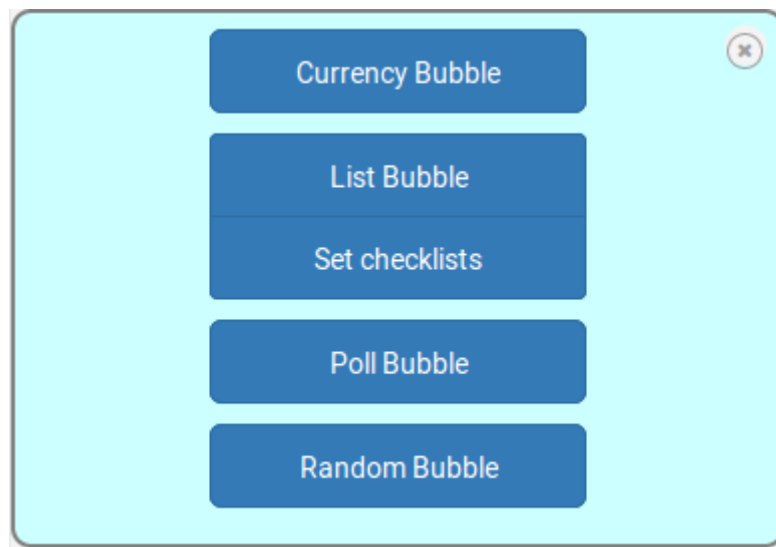 Currency Bubble
List Bubble
Set checklists
Poll Bubble
Random Bubble